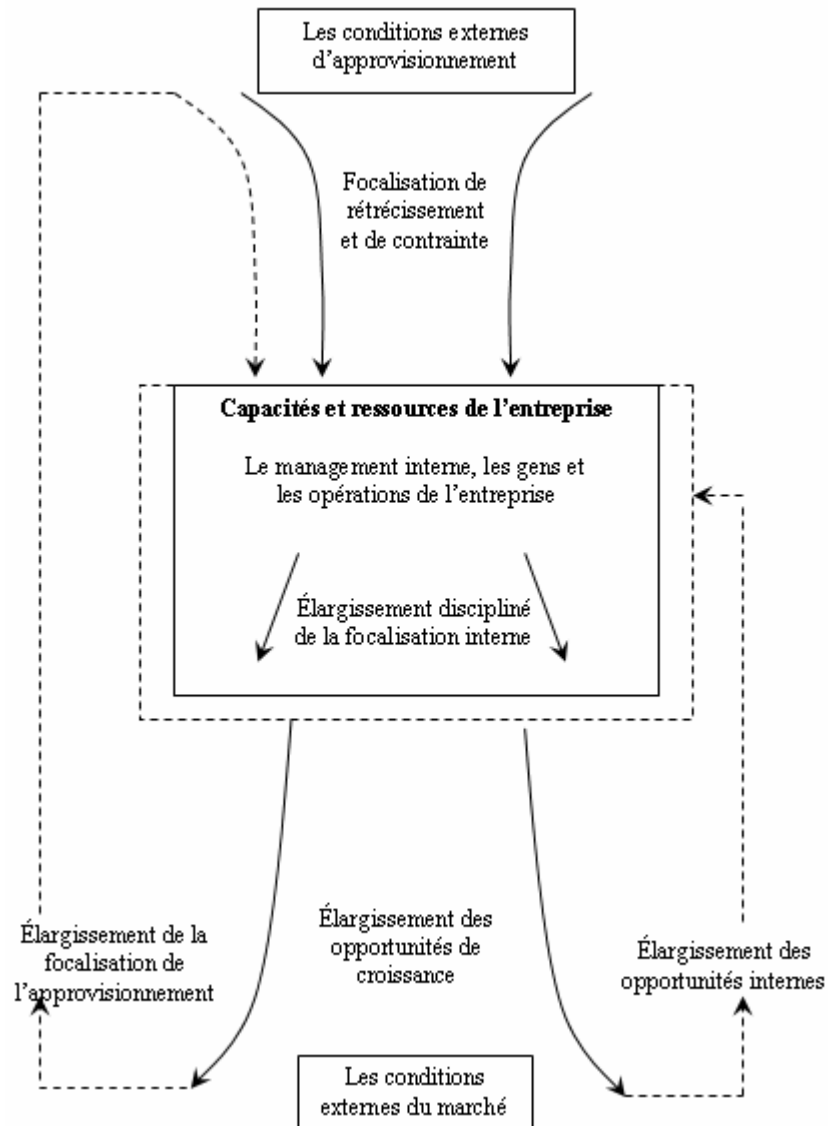 Les conditions externes
d'approvisionnement
Focalisation de
rétrécissement
et de contrainte
Capacités et ressources de l'entreprise
Le management interne, les gens et
les opérations de l'entreprise
Élargissement discipliné
de la focalisation interne
Élargissement de la
focalisation de
l'approvisionnement
Élargissement des
opportunités de
croissance
Élargissement des
opportunités internes
Les conditions
externes du marché